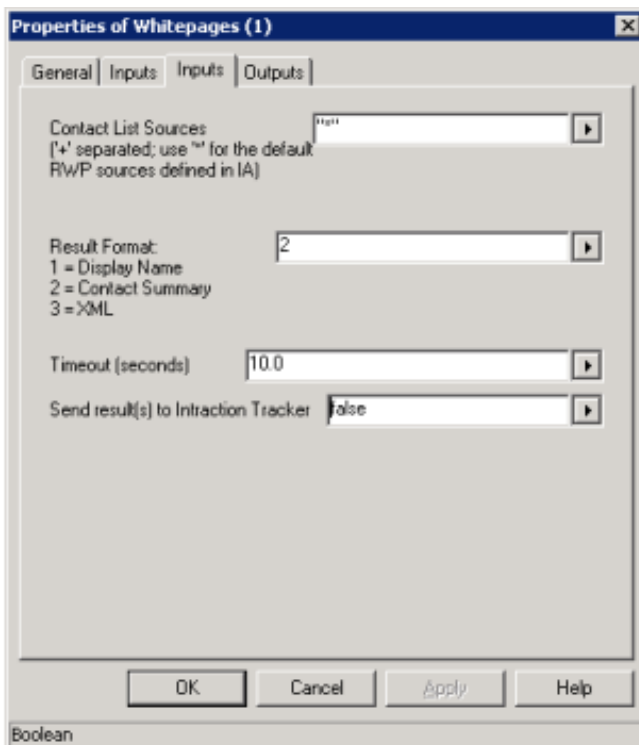 Properties of Whitepages (1)
General Inputs Inputs Outputs
Contact List Sources
"*"
('+' separated; use '*' for the default
RWP sources defined in IA)
Result Format:
2
1 = Display Name
2 = Contact Summary
3 = XML
Timeout (seconds)
10.0
Send result(s) to Intraction Tracker
false
OK Cancel Apply Help
Boolean